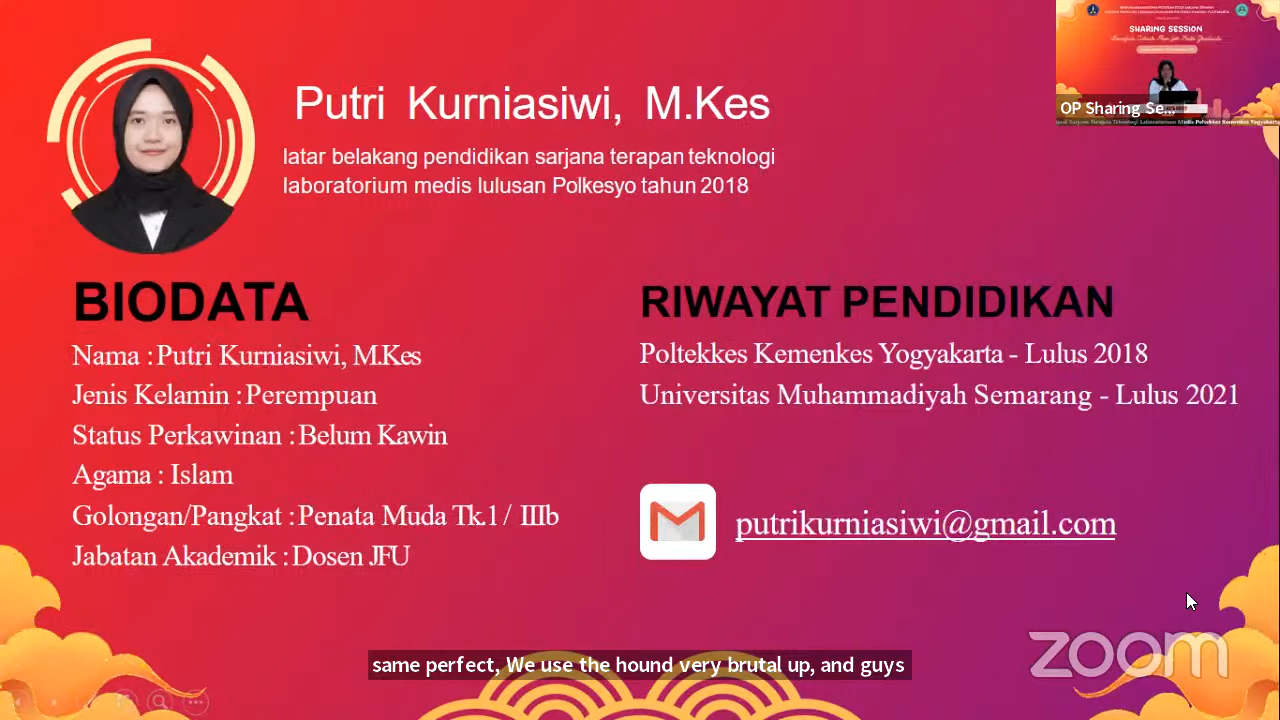 Putri Kurniasiwi, M.Kes
latar belakang pendidikan sarjana terapan teknologi
laboratorium medis lulusan Polkesyo tahun 2018
SHARING SESSION
OP Sharing Se...
BIODATA
Nama : Putri Kurniasiwi, M.Kes
Jenis Kelamin : Perempuan
Status Perkawinan : Belum Kawin
Agama : Islam
Golongan/Pangkat : Penata Muda Tk.1 / IIIb
Jabatan Akademik : Dosen JFU
RIWAYAT PENDIDIKAN
Poltekkes Kemenkes Yogyakarta - Lulus 2018
Universitas Muhammadiyah Semarang - Lulus 2021
putrikurniasiwi@gmail.com
same perfect, We use the hound very brutal up, and guys
zoom